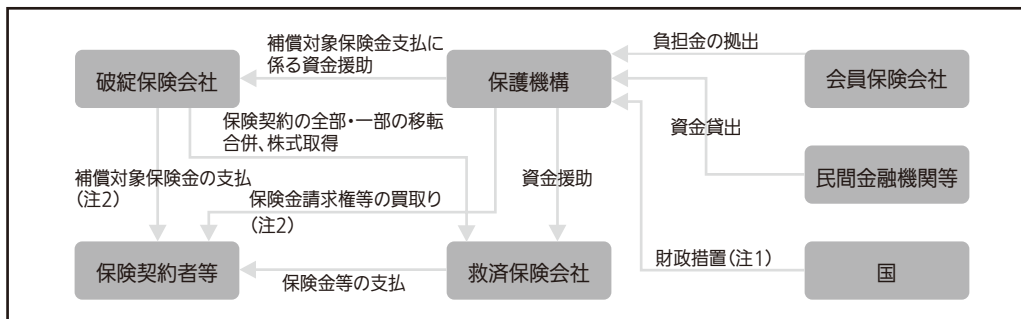 補償対象保険金支払に
係る資金援助
負担金の拠出
破綻保険会社
保護機構
会員保険会社
保険契約の全部・一部の移転
合併、株式取得
資金貸出
民間金融機関等
補償対象保険金の支払
(注2)
保険金請求権等の買取り
(注2)
資金援助
財政措置(注1)
保険契約者等
保険金等の支払
救済保険会社
国